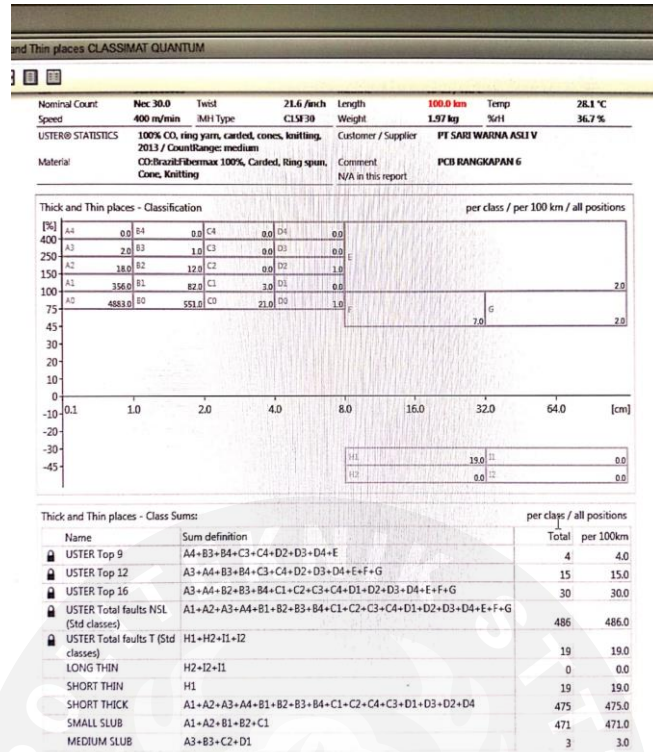 and Thin places CLASSIMAT QUANTUM
Nominal Count Nec 30.0 Twist 21.6 /inch Length 100.0 km Temp 28.1 °C
Speed 400 m/min iMH Type C15F30 Weight 1.97 kg %rH 36.7 %
USTER® STATISTICS 100% CO, ring yarn, carded, cones, knitting, 2013 / CountRange: medium Customer / Supplier PT SARI WARNA ASLI V
Material CO:Brazil:Fibermax 100%, Carded, Ring spun, Cone, Knitting Comment PCB RANGKAPAN 6
N/A in this report
Thick and Thin places - Classification per class / per 100 km / all positions
[%]
400 A4 0.0 B4 0.0 C4 0.0 D4 0.0
250 A3 2.0 B3 1.0 C3 0.0 D3 0.0 E
150 A2 18.0 B2 12.0 C2 0.0 D2 1.0
100 A1 356.0 B1 82.0 C1 3.0 D1 0.0 2.0
75 A0 4883.0 B0 551.0 C0 21.0 D0 1.0 F G
45 7.0 2.0
30
20
10
0
-10 0.1 1.0 2.0 4.0 8.0 16.0 32.0 64.0 [cm]
-20
-30 H1 19.0 I1 0.0
-45 H2 0.0 I2 0.0
Thick and Thin places - Class Sums: per class / all positions
Name Sum definition Total per 100km
USTER Top 9 A4+B3+B4+C3+C4+D2+D3+D4+E 4 4.0
USTER Top 12 A3+A4+B3+B4+C3+C4+D2+D3+D4+E+F+G 15 15.0
USTER Top 16 A3+A4+B2+B3+B4+C1+C2+C3+C4+D1+D2+D3+D4+E+F+G 30 30.0
USTER Total faults NSL (Std classes) A1+A2+A3+A4+B1+B2+B3+B4+C1+C2+C3+C4+D1+D2+D3+D4+E+F+G 486 486.0
USTER Total faults T (Std classes) H1+H2+I1+I2 19 19.0
LONG THIN H2+I2+I1 0 0.0
SHORT THIN H1 19 19.0
SHORT THICK A1+A2+A3+A4+B1+B2+B3+B4+C1+C2+C4+C3+D1+D3+D2+D4 475 475.0
SMALL SLUB A1+A2+B1+B2+C1 471 471.0
MEDIUM SLUB A3+B3+C2+D1 3 3.0